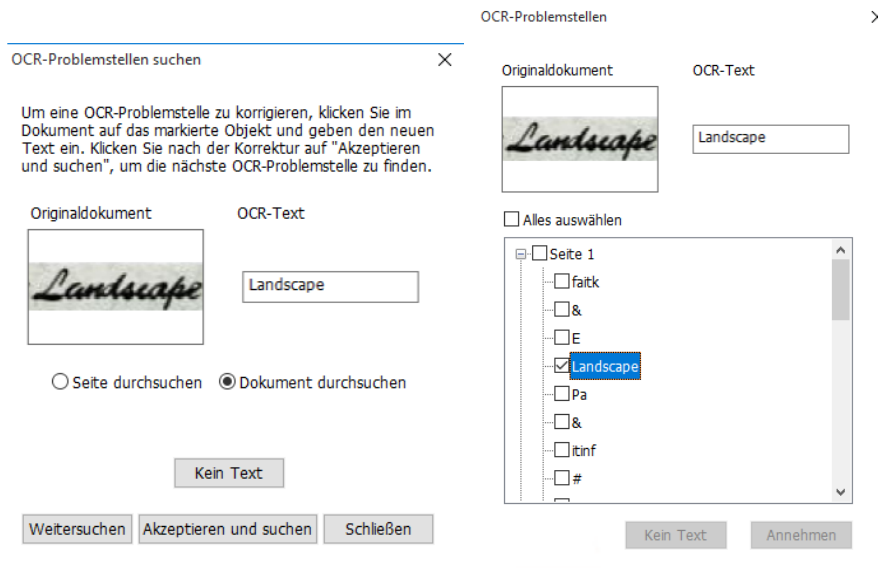 OCR-Problemstellen suchen
Um eine OCR-Problemstelle zu korrigieren, klicken Sie im
Dokument auf das markierte Objekt und geben den neuen
Text ein. Klicken Sie nach der Korrektur auf "Akzeptieren
und suchen", um die nächste OCR-Problemstelle zu finden.
Originaldokument
OCR-Text
Landscape
Landscape
Seite durchsuchen
Dokument durchsuchen
Kein Text
Weitersuchen
Akzeptieren und suchen
Schließen
OCR-Problemstellen
Originaldokument
OCR-Text
Landscape
Landscape
Alles auswählen
Seite 1
faitk
&
E
Landscape
Pa
&
itinf
#
Kein Text
Annehmen